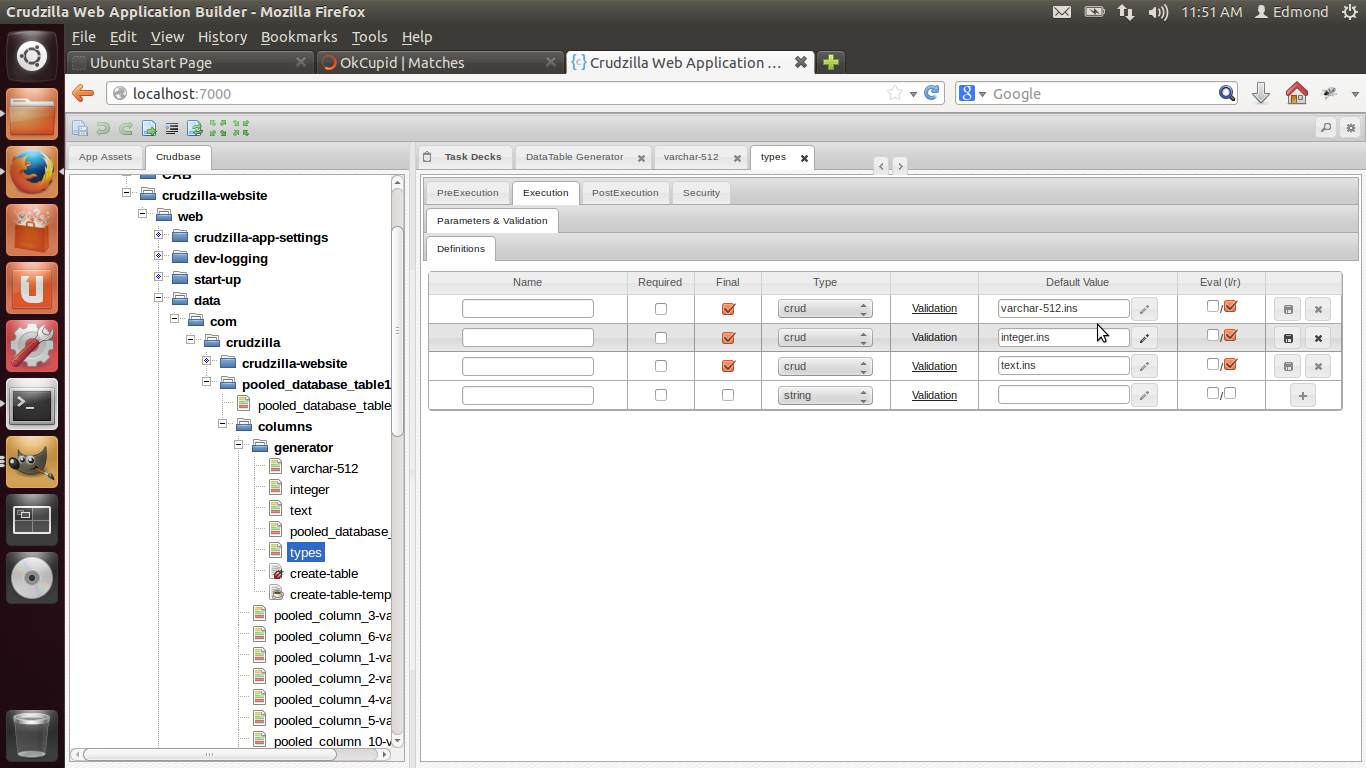 Crudzilla Web Application Builder - Mozilla Firefox 11:51 AM Edmond
File Edit View History Bookmarks Tools Help
Ubuntu Start Page OkCupid | Matches {c} Crudzilla Web Application ...
localhost:7000 8 Google
App Assets Crudbase Task Decks DataTable Generator varchar-512 types
CAB
crudzilla-website
web
crudzilla-app-settings
dev-logging
start-up
data
com
crudzilla
crudzilla-website
pooled_database_table1
pooled_database_table
columns
generator
varchar-512
integer
text
pooled_database_
types
create-table
create-table-temp
pooled_column_3-va
pooled_column_6-va
pooled_column_1-va
pooled_column_2-va
pooled_column_4-va
pooled_column_5-va
pooled_column_10-v
PreExecution Execution PostExecution Security
Parameters & Validation
Definitions
Name Required Final Type Default Value Eval (l/r)
crud Validation varchar-512.ins /
crud Validation integer.ins /
crud Validation text.ins /
string Validation / +